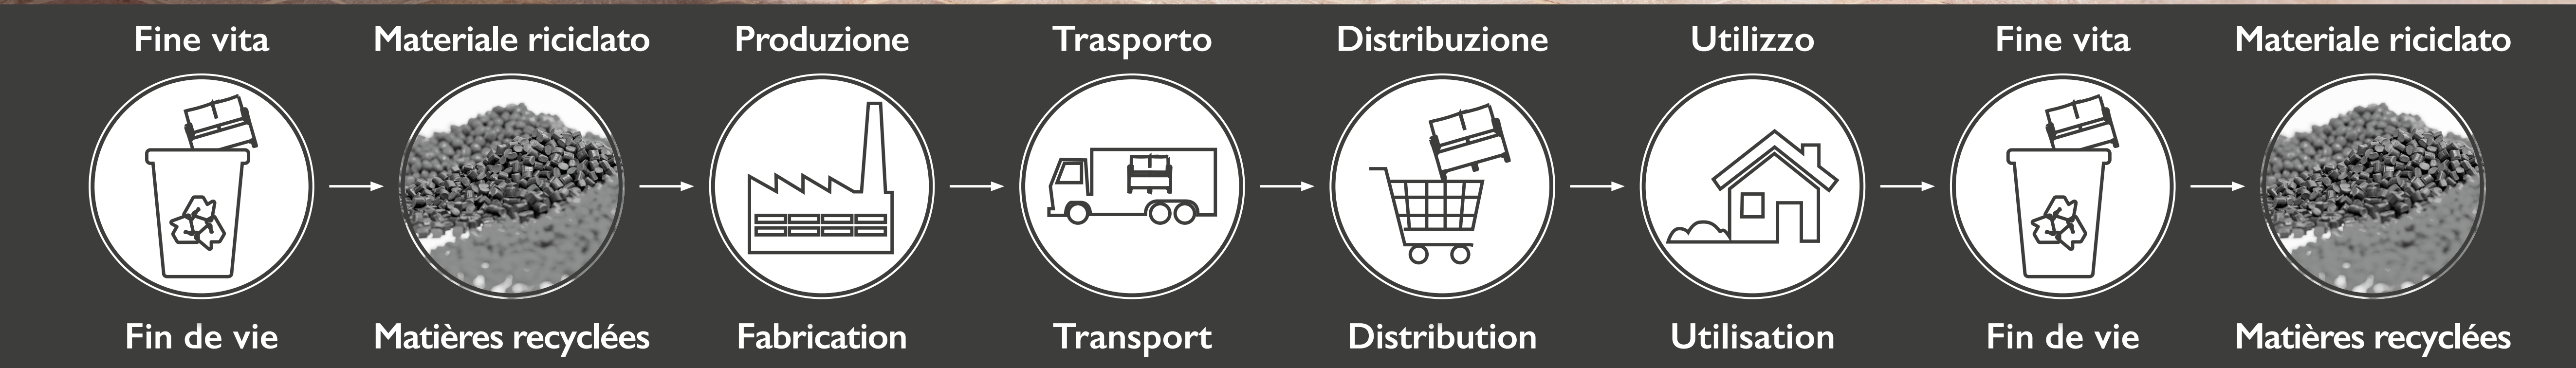 Fine vita
Materiale riciclato
Produzione
Trasporto
Distribuzione
Utilizzo
Fine vita
Materiale riciclato
Fin de vie
Matières recyclées
Fabrication
Transport
Distribution
Utilisation
Fin de vie
Matières recyclées